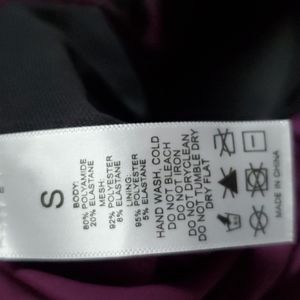 S
BODY:
80% POLYAMIDE
20% ELASTANE
MESH:
92% POLYESTER
8% ELASTANE
LINING:
95% POLYESTER
5% ELASTANE
HAND WASH, COLD
DO NOT BLEACH
DO NOT IRON
DO NOT DRYCLEAN
DO NOT TUMBLE DRY
DRY FLAT
MADE IN CHINA